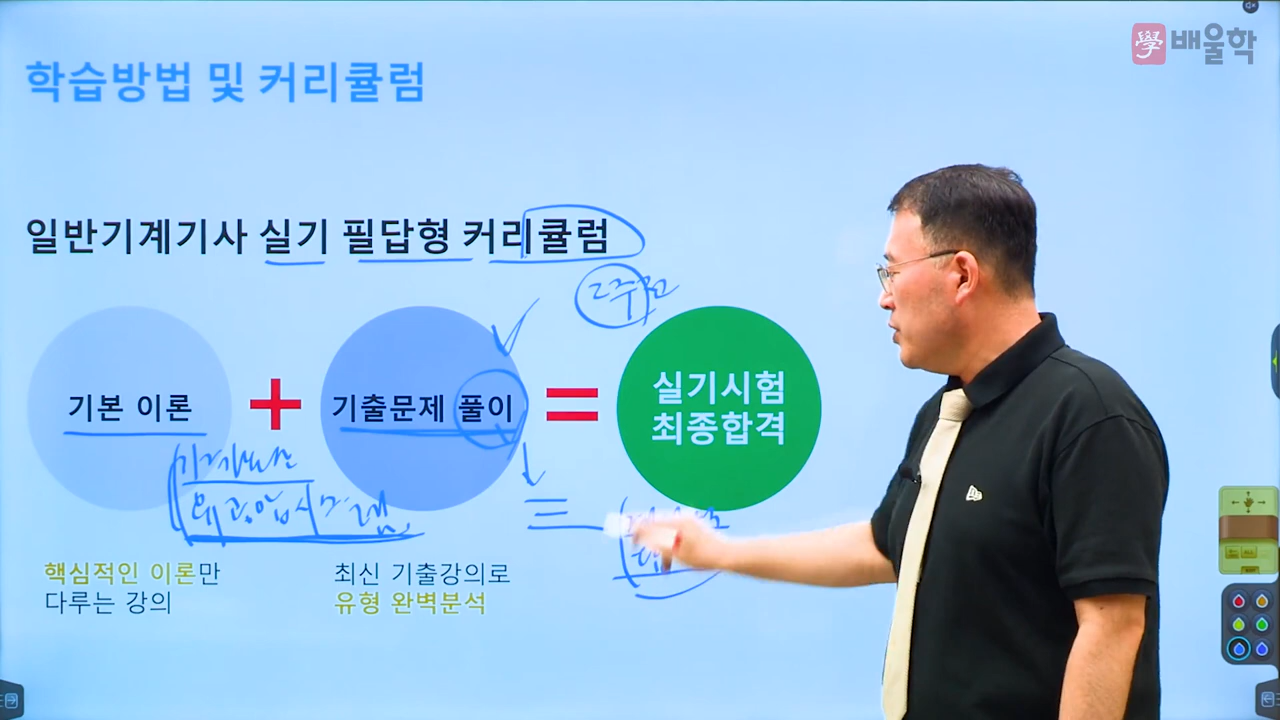 學 배울학
학습방법 및 커리큘럼
일반기계기사 실기 필답형 커리큘럼
2주
기본 이론
+
기출문제 풀이
=
실기시험
최종합격
핵심적인 이론만
다루는 강의
최신 기출강의로
유형 완벽분석